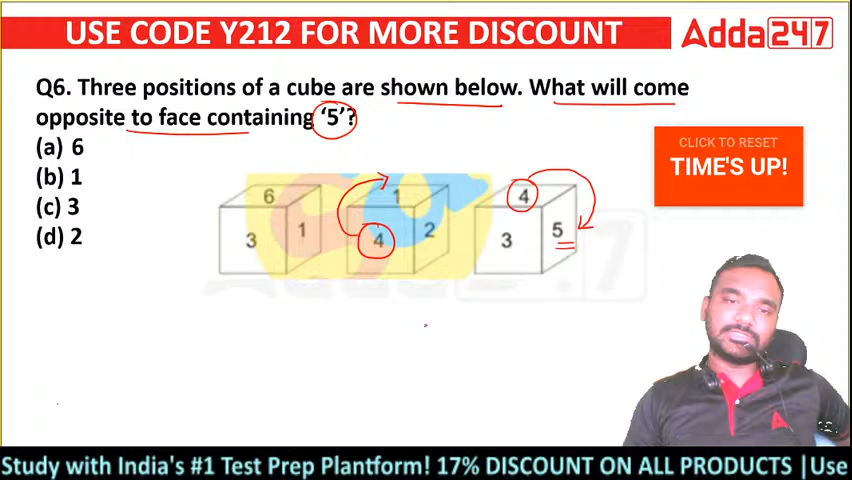 USE CODE Y212 FOR MORE DISCOUNT
Adda247
Q6. Three positions of a cube are shown below. What will come
opposite to face containing '5'?
(a) 6
(b) 1
(c) 3
(d) 2
CLICK TO RESET
TIME'S UP!
6
3
1
1
4
2
4
3
5
Study with India's #1 Test Prep Plantform! 17% DISCOUNT ON ALL PRODUCTS |Use